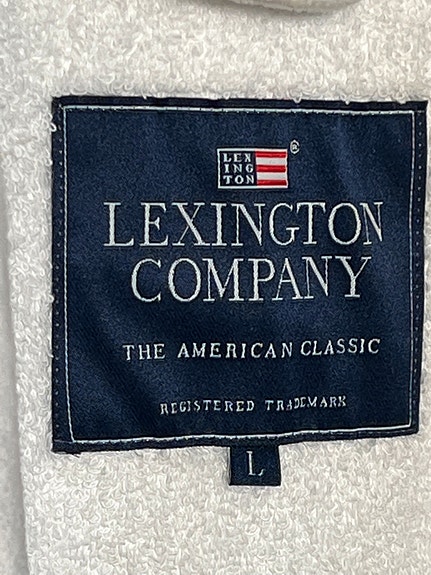 LEX
ING
TON
®
LEXINGTON
COMPANY
THE AMERICAN CLASSIC
REGISTERED TRADEMARK
L